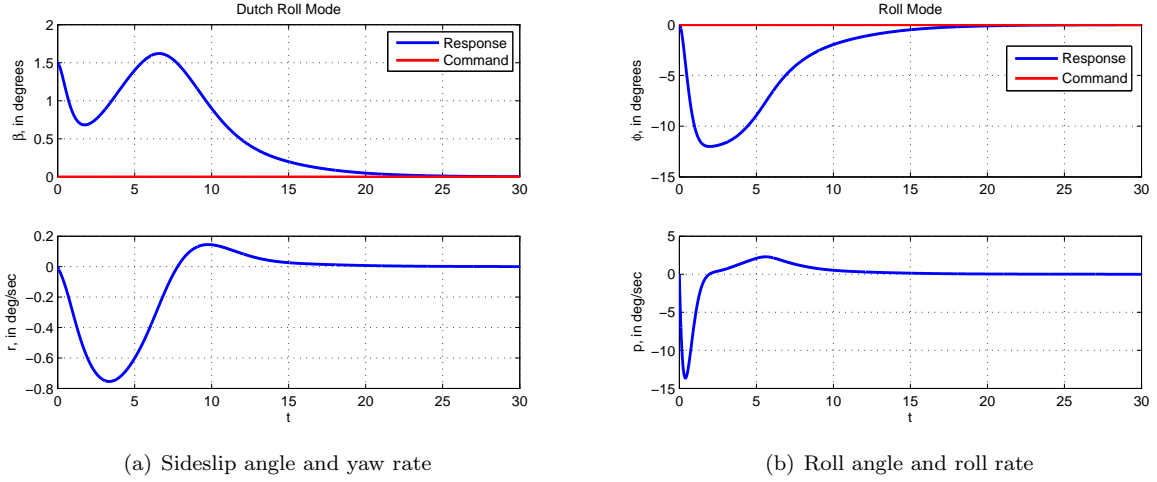 Dutch Roll Mode
2
1.5
1
0.5
0
β, in degrees
Response
Command
0 5 10 15 20 25 30
0.2
0
−0.2
−0.4
−0.6
−0.8
r, in deg/sec
0 5 10 15 20 25 30
t
(a) Sideslip angle and yaw rate
Roll Mode
0
−5
−10
−15
ϕ, in degrees
Response
Command
0 5 10 15 20 25 30
5
0
−5
−10
−15
p, in deg/sec
0 5 10 15 20 25 30
t
(b) Roll angle and roll rate